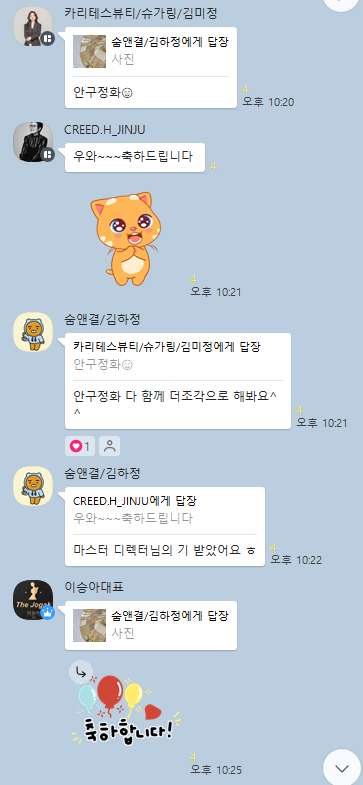 카리테스뷰티/슈가링/김미정
숨앤결/김하정에게 답장
사진
안구정화
4
오후 10:20
CREED.H_JINJU
우와~~~축하드립니다
4
4
오후 10:21
숨앤결/김하정
카리테스뷰티/슈가링/김미정에게 답장
안구정화
안구정화 다 함께 더조각으로 해봐요^
^
4
오후 10:21
1
숨앤결/김하정
CREED.H_JINJU에게 답장
우와~~~축하드립니다
마스터 디렉터님의 기 받았어요 ㅎ
4
오후 10:22
이승아대표
The Jogak
숨앤결/김하정에게 답장
사진
축하합니다!
4
오후 10:25